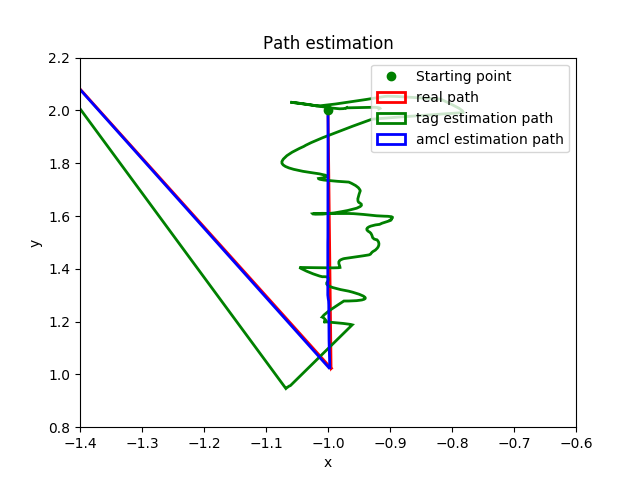 Path estimation
Starting point
real path
tag estimation path
amcl estimation path
2.2
2.0
1.8
1.6
1.4
1.2
1.0
0.8
y
−1.4 −1.3 −1.2 −1.1 −1.0 −0.9 −0.8 −0.7 −0.6
x